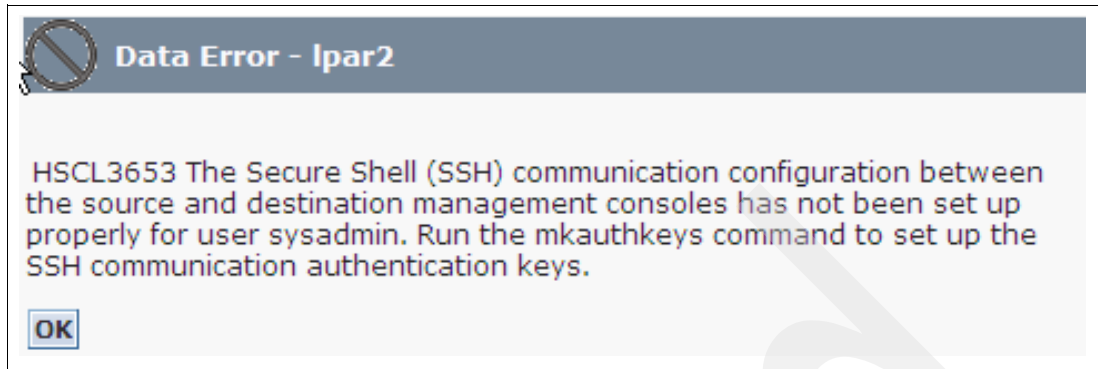 Data Error - lpar2
HSCL3653 The Secure Shell (SSH) communication configuration between
the source and destination management consoles has not been set up
properly for user sysadmin. Run the mkauthkeys command to set up the
SSH communication authentication keys.
OK